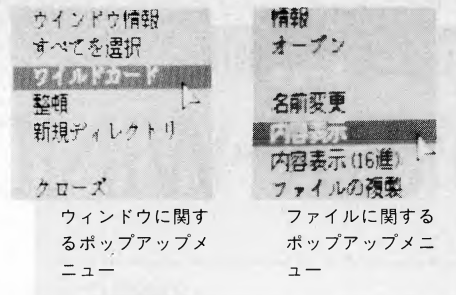 ウインドウ情報
すべてを選択
ワイルドカード
整頓
新規ディレクトリ
クローズ
ウィンドウに関す
るポップアップメ
ニュー
情報
オープン
名前変更
内容表示
内容表示(16進)
ファイルの複製
ファイルに関する
ポップアップメニ
ュー